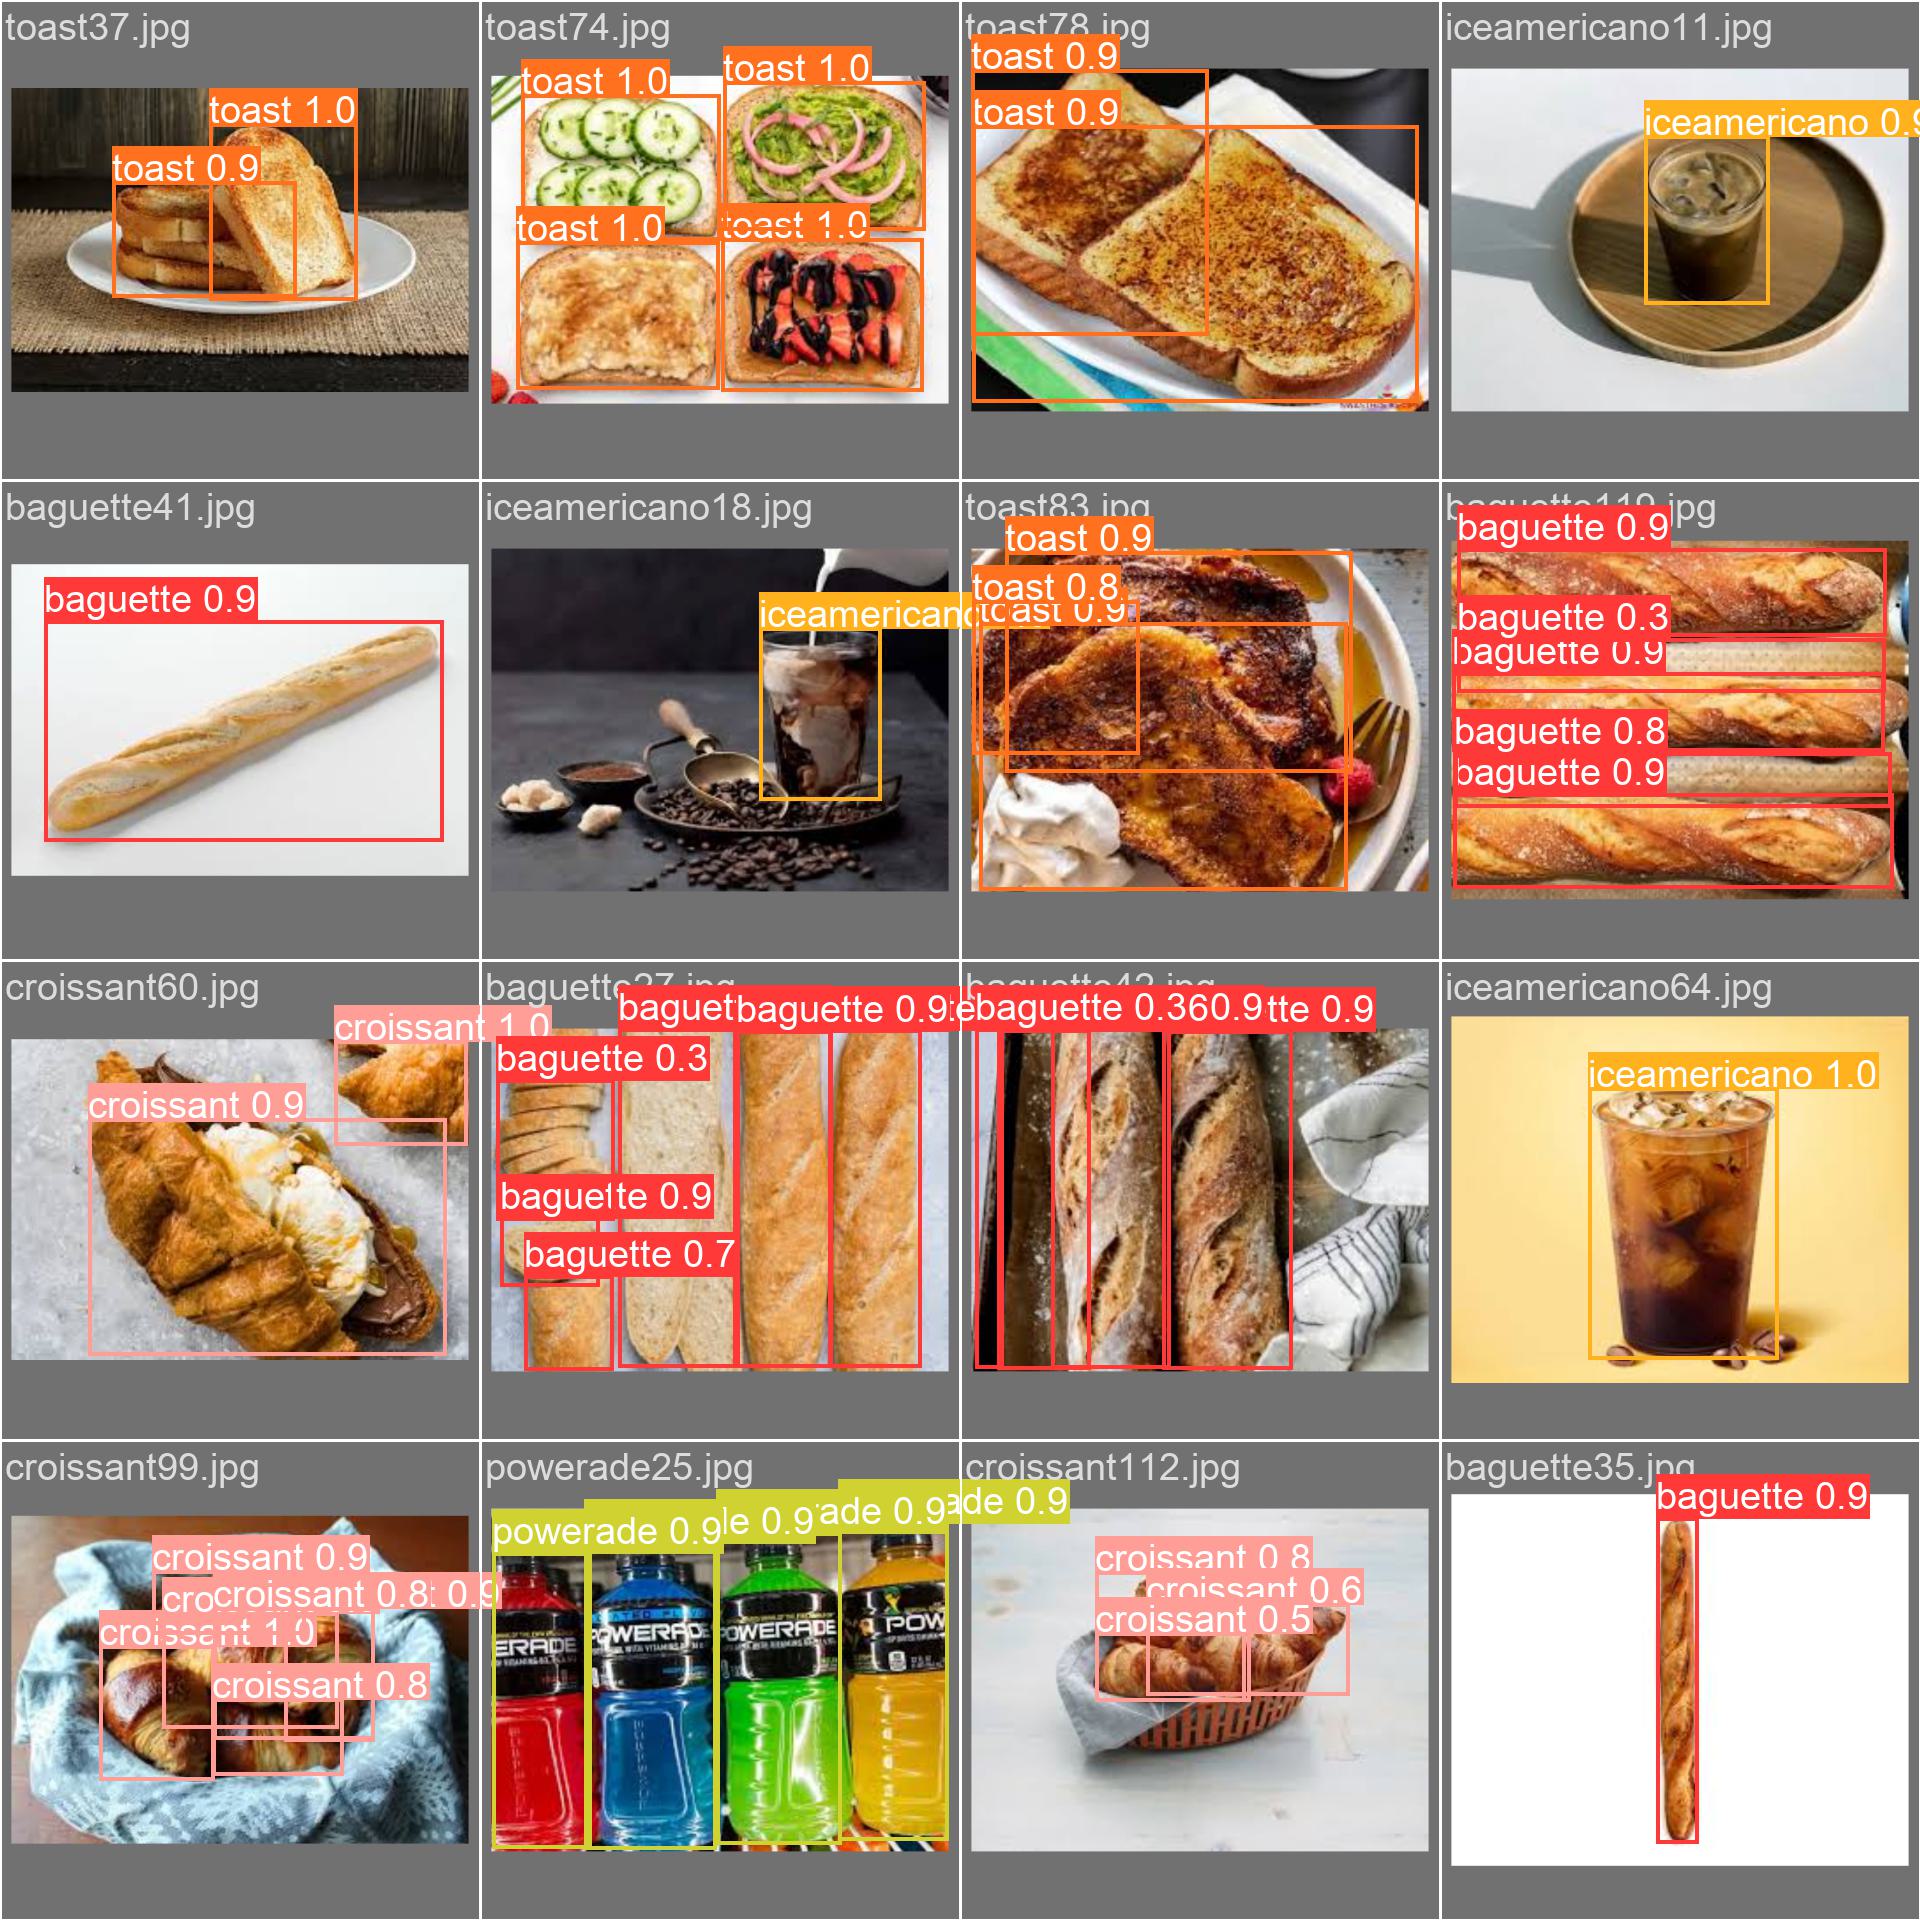 toast37.jpg
toast 1.0
toast 0.9
toast74.jpg
toast 1.0
toast 1.0
toast 1.0
toast 1.0
toast78.jpg
toast 0.9
toast 0.9
iceamericano11.jpg
iceamericano 0.9
baguette41.jpg
baguette 0.9
iceamericano18.jpg
iceamericano
toast83.jpg
toast 0.9
toast 0.8
toast 0.9
baguette119.jpg
baguette 0.9
baguette 0.3
baguette 0.9
baguette 0.8
baguette 0.9
croissant60.jpg
croissant 1.0
croissant 0.9
baguette27.jpg
baguet
baguette 0.9
baguette 0.3
baguette 0.9
baguette 0.7
baguette42.jpg
baguette 0.3
60.9
tte 0.9
iceamericano64.jpg
iceamericano 1.0
croissant99.jpg
croissant 0.9
cro
croissant 0.8
0.9
croissant 1.0
croissant 0.8
powerade25.jpg
powerade 0.9
le 0.9
ade 0.9
ade 0.9
ERADE
POWERADE
POWERADE
POW
croissant112.jpg
croissant 0.8
croissant 0.6
croissant 0.5
baguette35.jpg
baguette 0.9